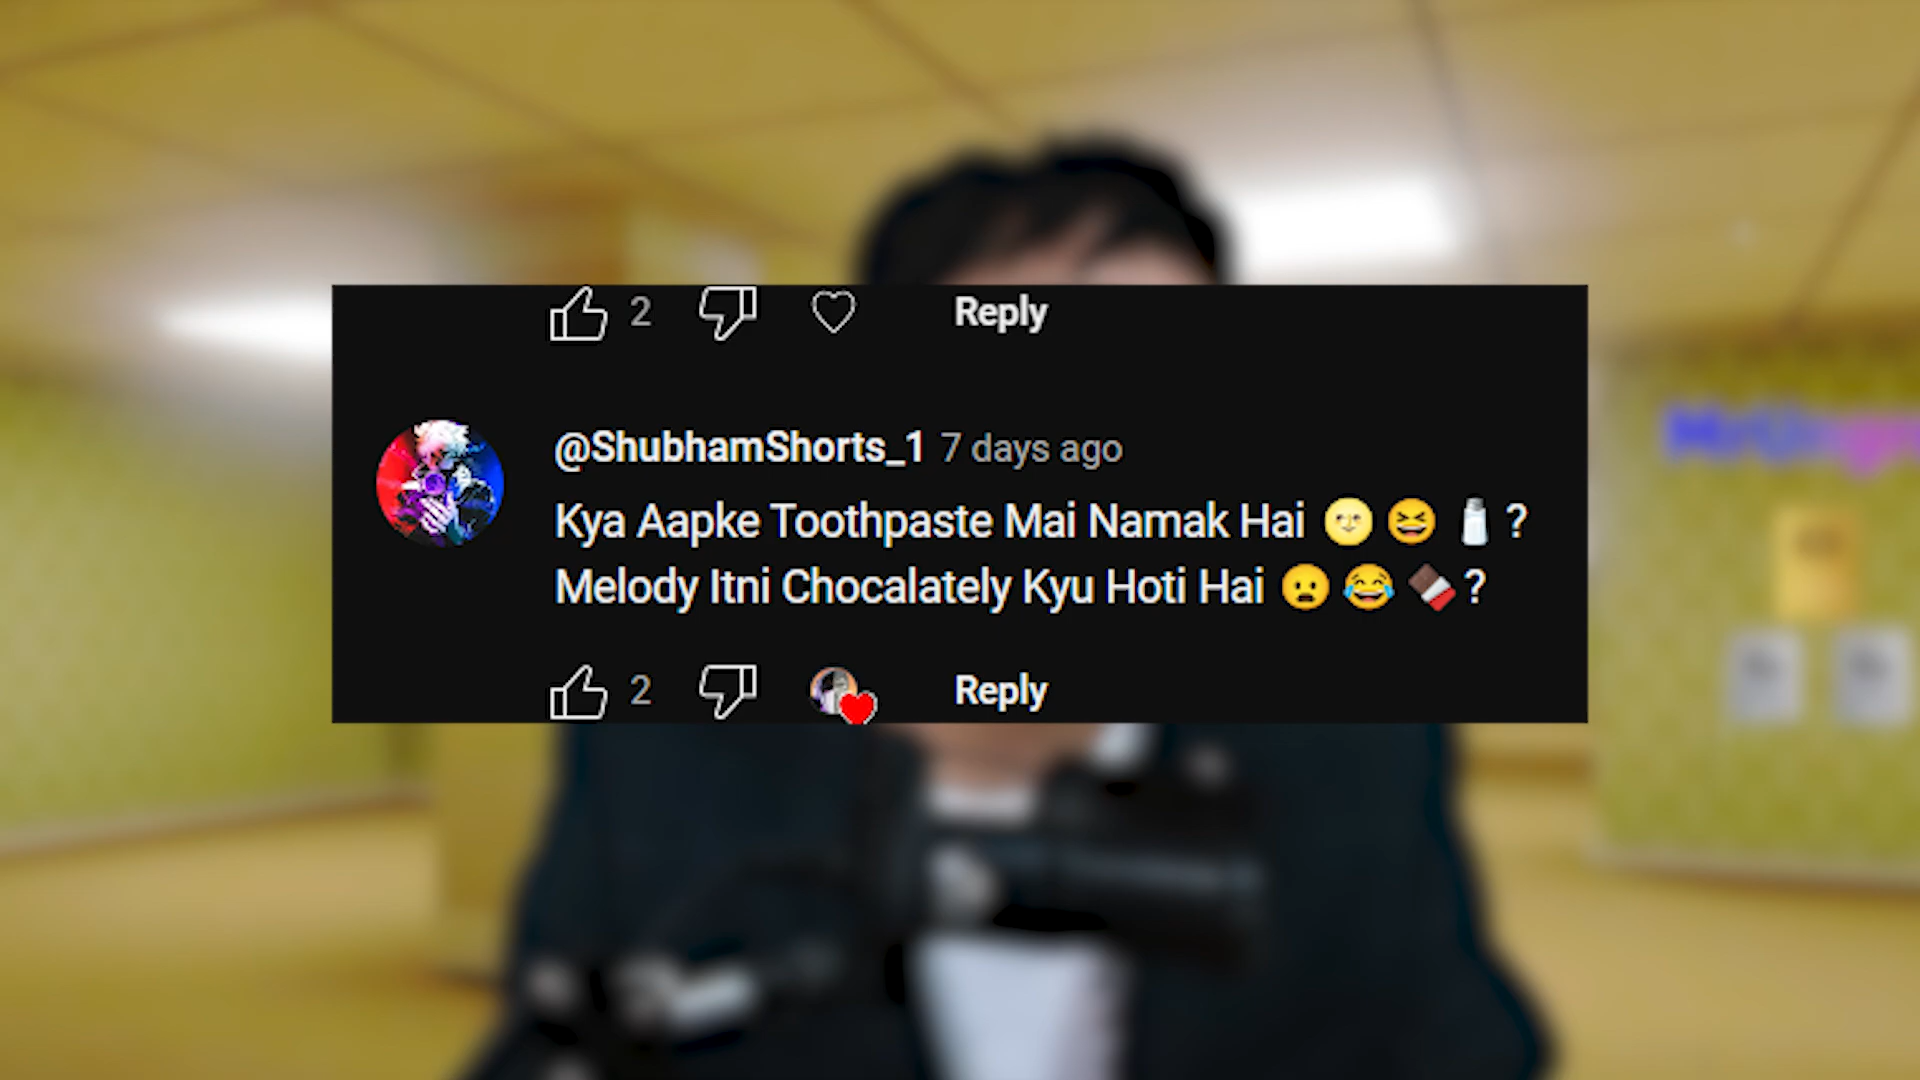 2 Reply
@ShubhamShorts_1 7 days ago
Kya Aapke Toothpaste Mai Namak Hai 🌝 😆 🧂 ?
Melody Itni Chocalately Kyu Hoti Hai 😦 😂 🍫 ?
2 Reply